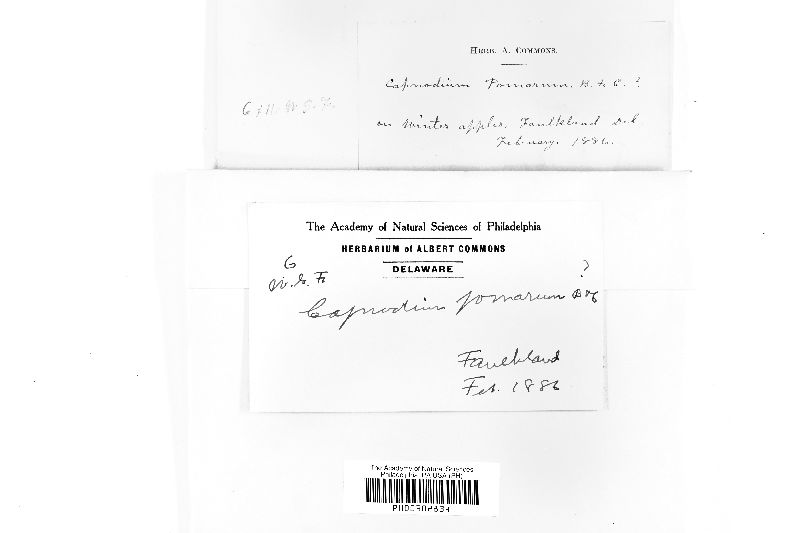 HERB. A. COMMONS.
Capnodium Pomarum, B. & C. ?
on Winter apples, Faulkland Del
February. 1886.
The Academy of Natural Sciences of Philadelphia
HERBARIUM of ALBERT COMMONS
DELAWARE
G
?
Capnodium pomarum
Faulkland
Feb. 1886
The Academy of Natural Sciences
Philadelphia PA USA (PH)